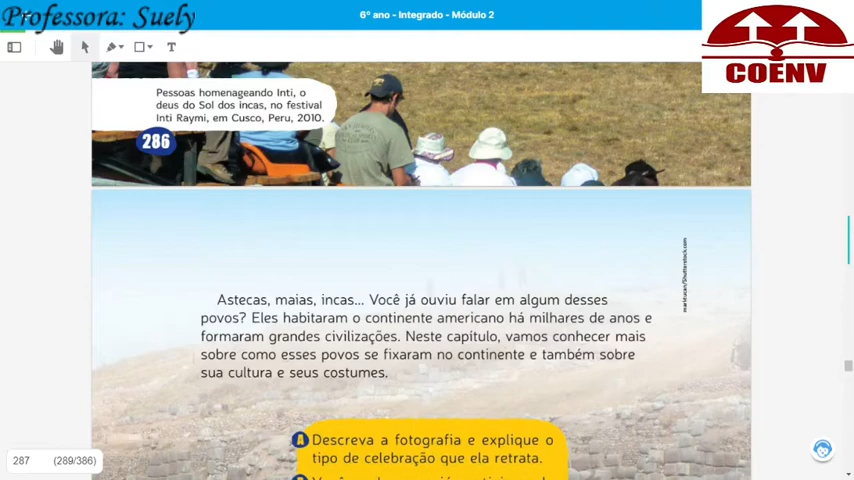 Professora: Suely
6º ano - Integrado - Módulo 2
COENV
T
Pessoas homenageando Inti, o
deus do Sol dos incas, no festival
Inti Raymi, em Cusco, Peru, 2010.
286
Astecas, maias, incas... Você já ouviu falar em algum desses
povos? Eles habitaram o continente americano há milhares de anos e
formaram grandes civilizações. Neste capítulo, vamos conhecer mais
sobre como esses povos se fixaram no continente e também sobre
sua cultura e seus costumes.
A Descreva a fotografia e explique o
tipo de celebração que ela retrata.
287 (289/386)